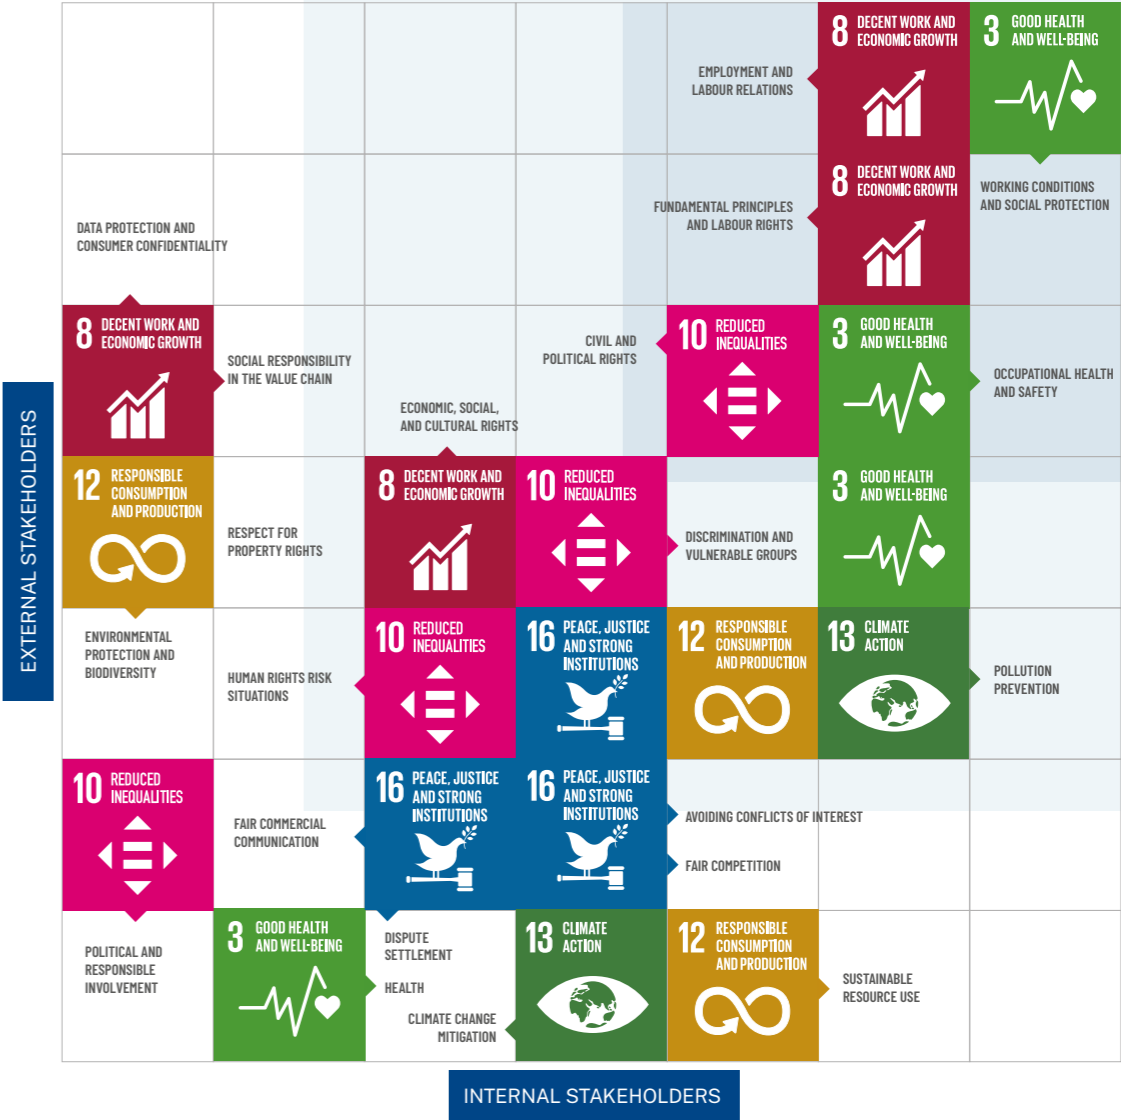 8 DECENT WORK AND
ECONOMIC GROWTH
3 GOOD HEALTH
AND WELL-BEING
EMPLOYMENT AND
LABOUR RELATIONS
8 DECENT WORK AND
ECONOMIC GROWTH
WORKING CONDITIONS
AND SOCIAL PROTECTION
FUNDAMENTAL PRINCIPLES
AND LABOUR RIGHTS
DATA PROTECTION AND
CONSUMER CONFIDENTIALITY
8 DECENT WORK AND
ECONOMIC GROWTH
SOCIAL RESPONSIBILITY
IN THE VALUE CHAIN
CIVIL AND
POLITICAL RIGHTS
10 REDUCED
INEQUALITIES
3 GOOD HEALTH
AND WELL-BEING
OCCUPATIONAL HEALTH
AND SAFETY
ECONOMIC, SOCIAL,
AND CULTURAL RIGHTS
EXTERNAL STAKEHOLDERS
12 RESPONSIBLE
CONSUMPTION
AND PRODUCTION
RESPECT FOR
PROPERTY RIGHTS
8 DECENT WORK AND
ECONOMIC GROWTH
10 REDUCED
INEQUALITIES
DISCRIMINATION AND
VULNERABLE GROUPS
3 GOOD HEALTH
AND WELL-BEING
ENVIRONMENTAL
PROTECTION AND
BIODIVERSITY
HUMAN RIGHTS RISK
SITUATIONS
10 REDUCED
INEQUALITIES
16 PEACE, JUSTICE
AND STRONG
INSTITUTIONS
12 RESPONSIBLE
CONSUMPTION
AND PRODUCTION
13 CLIMATE
ACTION
POLLUTION
PREVENTION
10 REDUCED
INEQUALITIES
FAIR COMMERCIAL
COMMUNICATION
16 PEACE, JUSTICE
AND STRONG
INSTITUTIONS
16 PEACE, JUSTICE
AND STRONG
INSTITUTIONS
AVOIDING CONFLICTS OF INTEREST
FAIR COMPETITION
POLITICAL AND
RESPONSIBLE
INVOLVEMENT
3 GOOD HEALTH
AND WELL-BEING
DISPUTE
SETTLEMENT
HEALTH
CLIMATE CHANGE
MITIGATION
13 CLIMATE
ACTION
12 RESPONSIBLE
CONSUMPTION
AND PRODUCTION
SUSTAINABLE
RESOURCE USE
INTERNAL STAKEHOLDERS